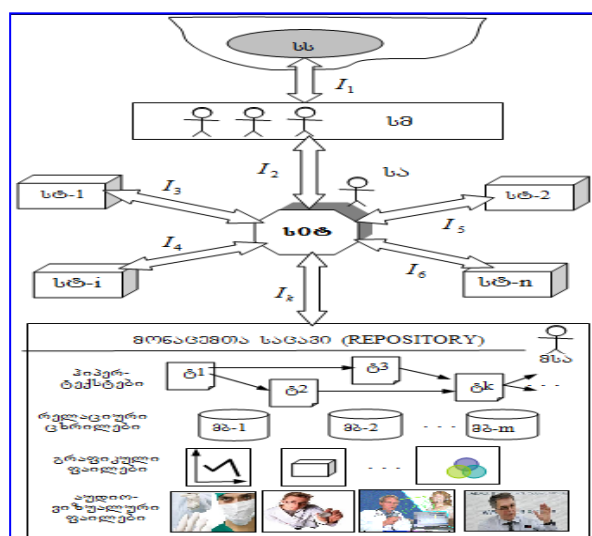 სს
I1
სმ
I2
სა
სტ-1
I3
სტ-2
სიტ
I5
სტ-i
I4
I6
სტ-n
Ik
მონაცემთა საცავი (REPOSITORY)
მსა
ჰიპერ-
ტექსტები
ტ1
ტ2
ტ3
ტk
. . .
რელაციური
ცხრილები
მბ-1
მბ-2
. . .
მბ-m
გრაფიკული
ფაილები
. . .
აუდიო-
ვიზუალური
ფაილები